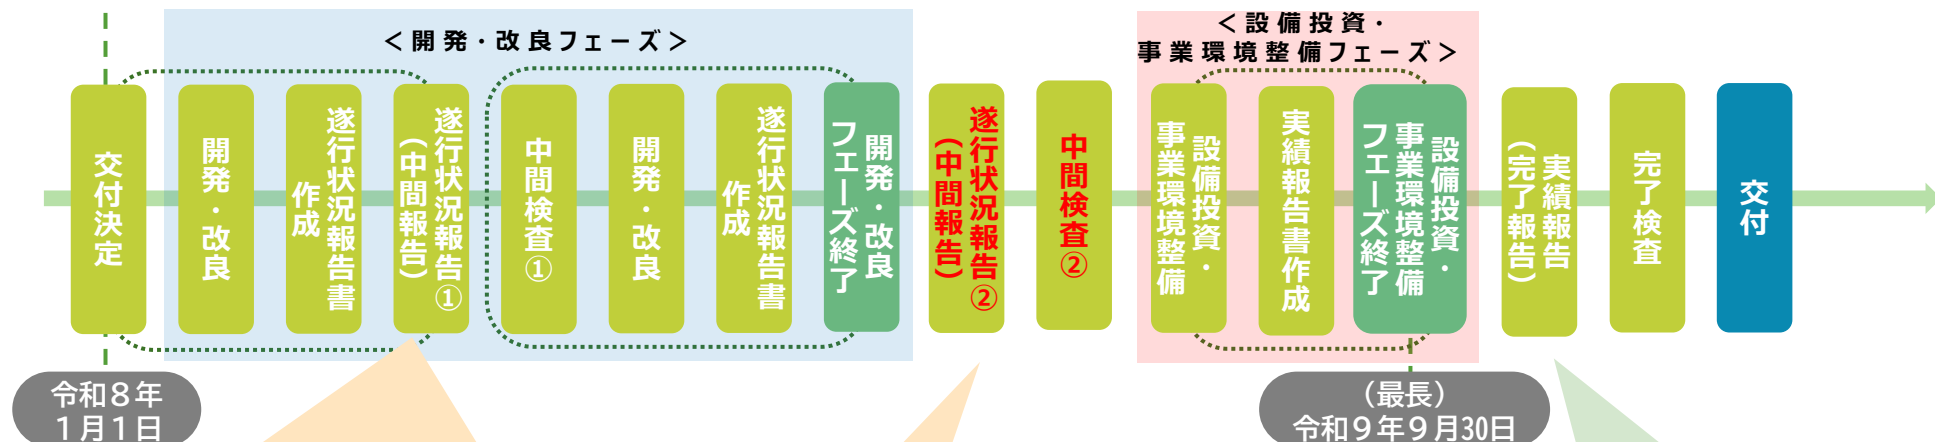 ＜開発・改良フェーズ＞
＜設備投資・
事業環境整備フェーズ＞
交付決定
開発・改良
遂行状況報告書
作成
遂行状況報告①
（中間報告）
中間検査①
開発・改良
遂行状況報告書
作成
開発・改良
フェーズ終了
遂行状況報告②
（中間報告）
中間検査②
設備投資・
事業環境整備
実績報告書作成
設備投資・
事業環境整備
フェーズ終了
実績報告
（完了報告）
完了検査
交付
令和８年
１月１日
（最長）
令和９年９月30日